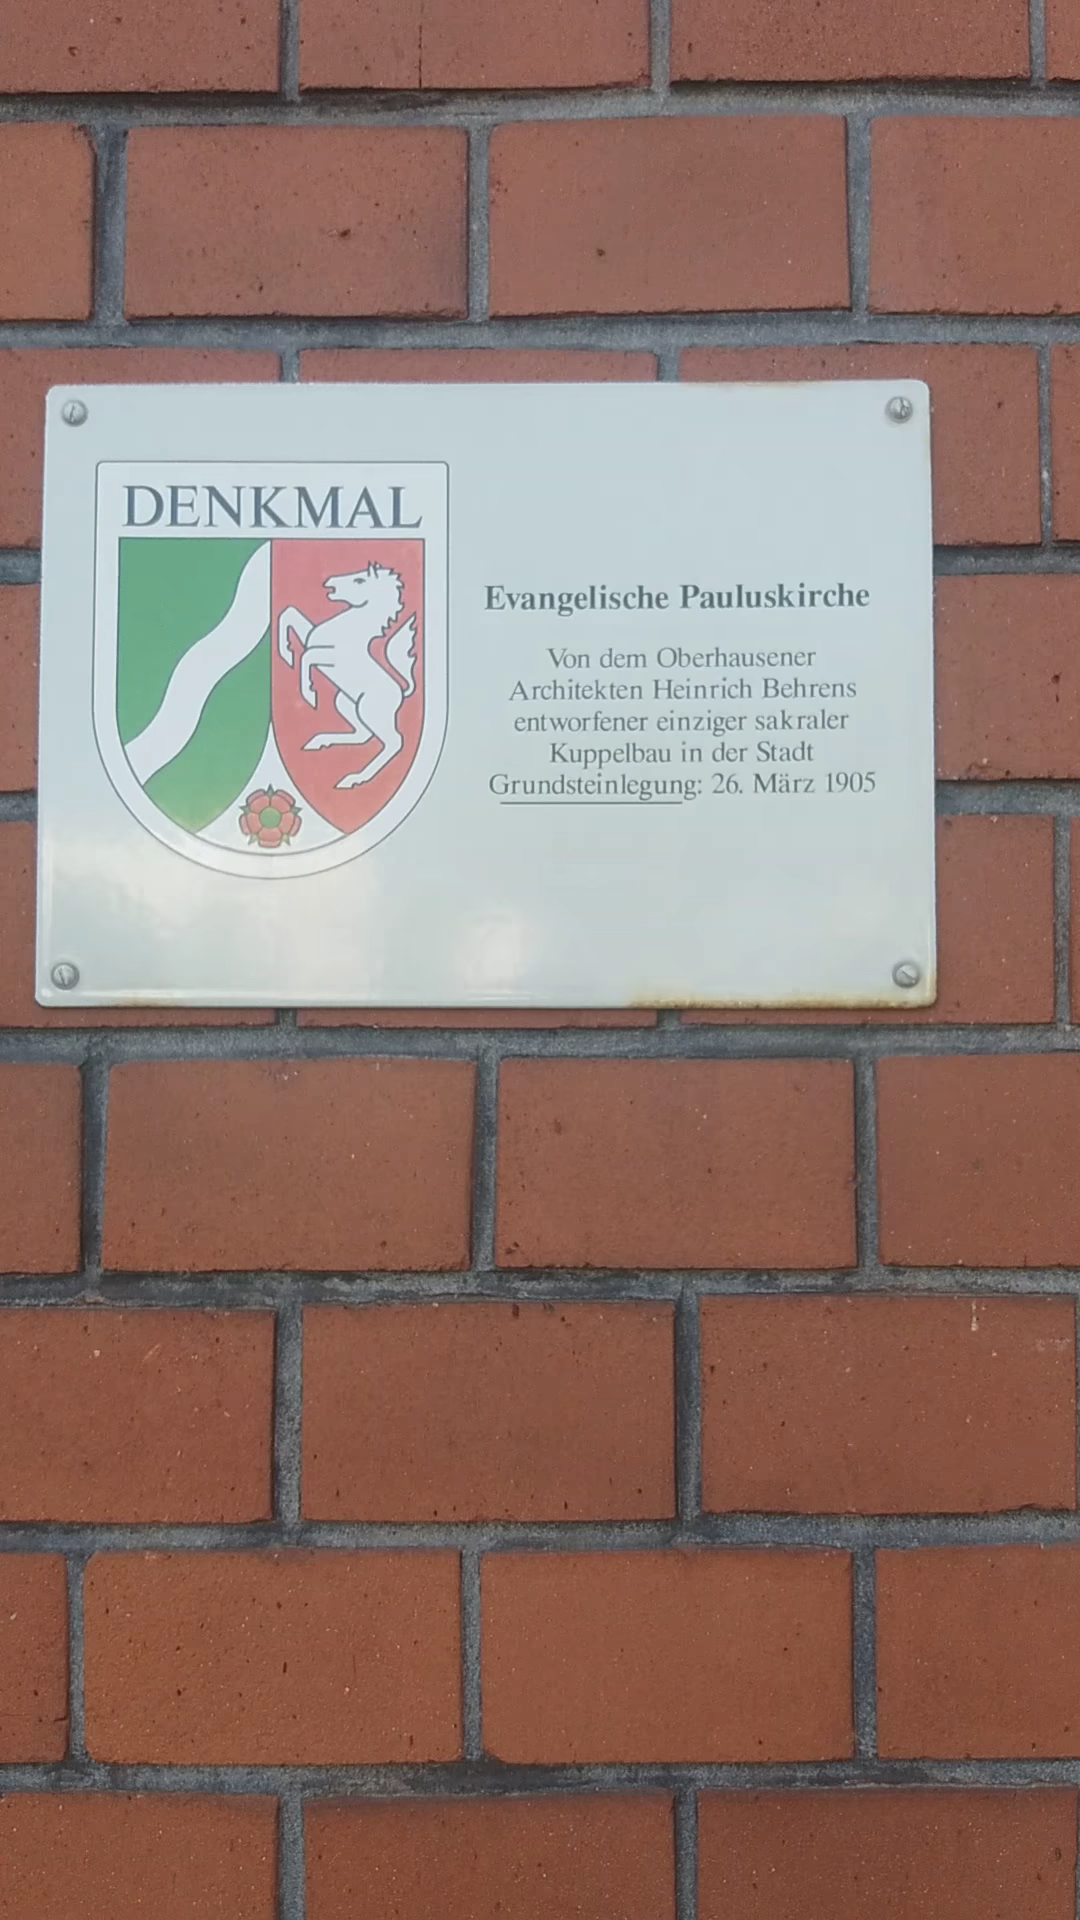 DENKMAL
Evangelische Pauluskirche
Von dem Oberhausener
Architekten Heinrich Behrens
entworfener einziger sakraler
Kuppelbau in der Stadt
Grundsteinlegung: 26. März 1905